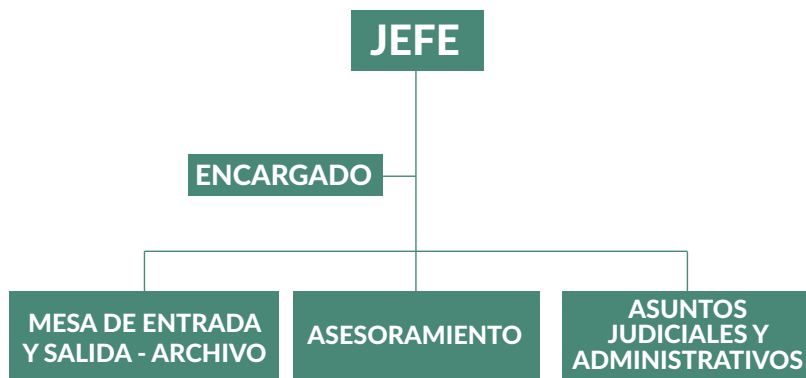 JEFE
ENCARGADO
MESA DE ENTRADA
Y SALIDA - ARCHIVO
ASESORAMIENTO
ASUNTOS
JUDICIALES Y
ADMINISTRATIVOS